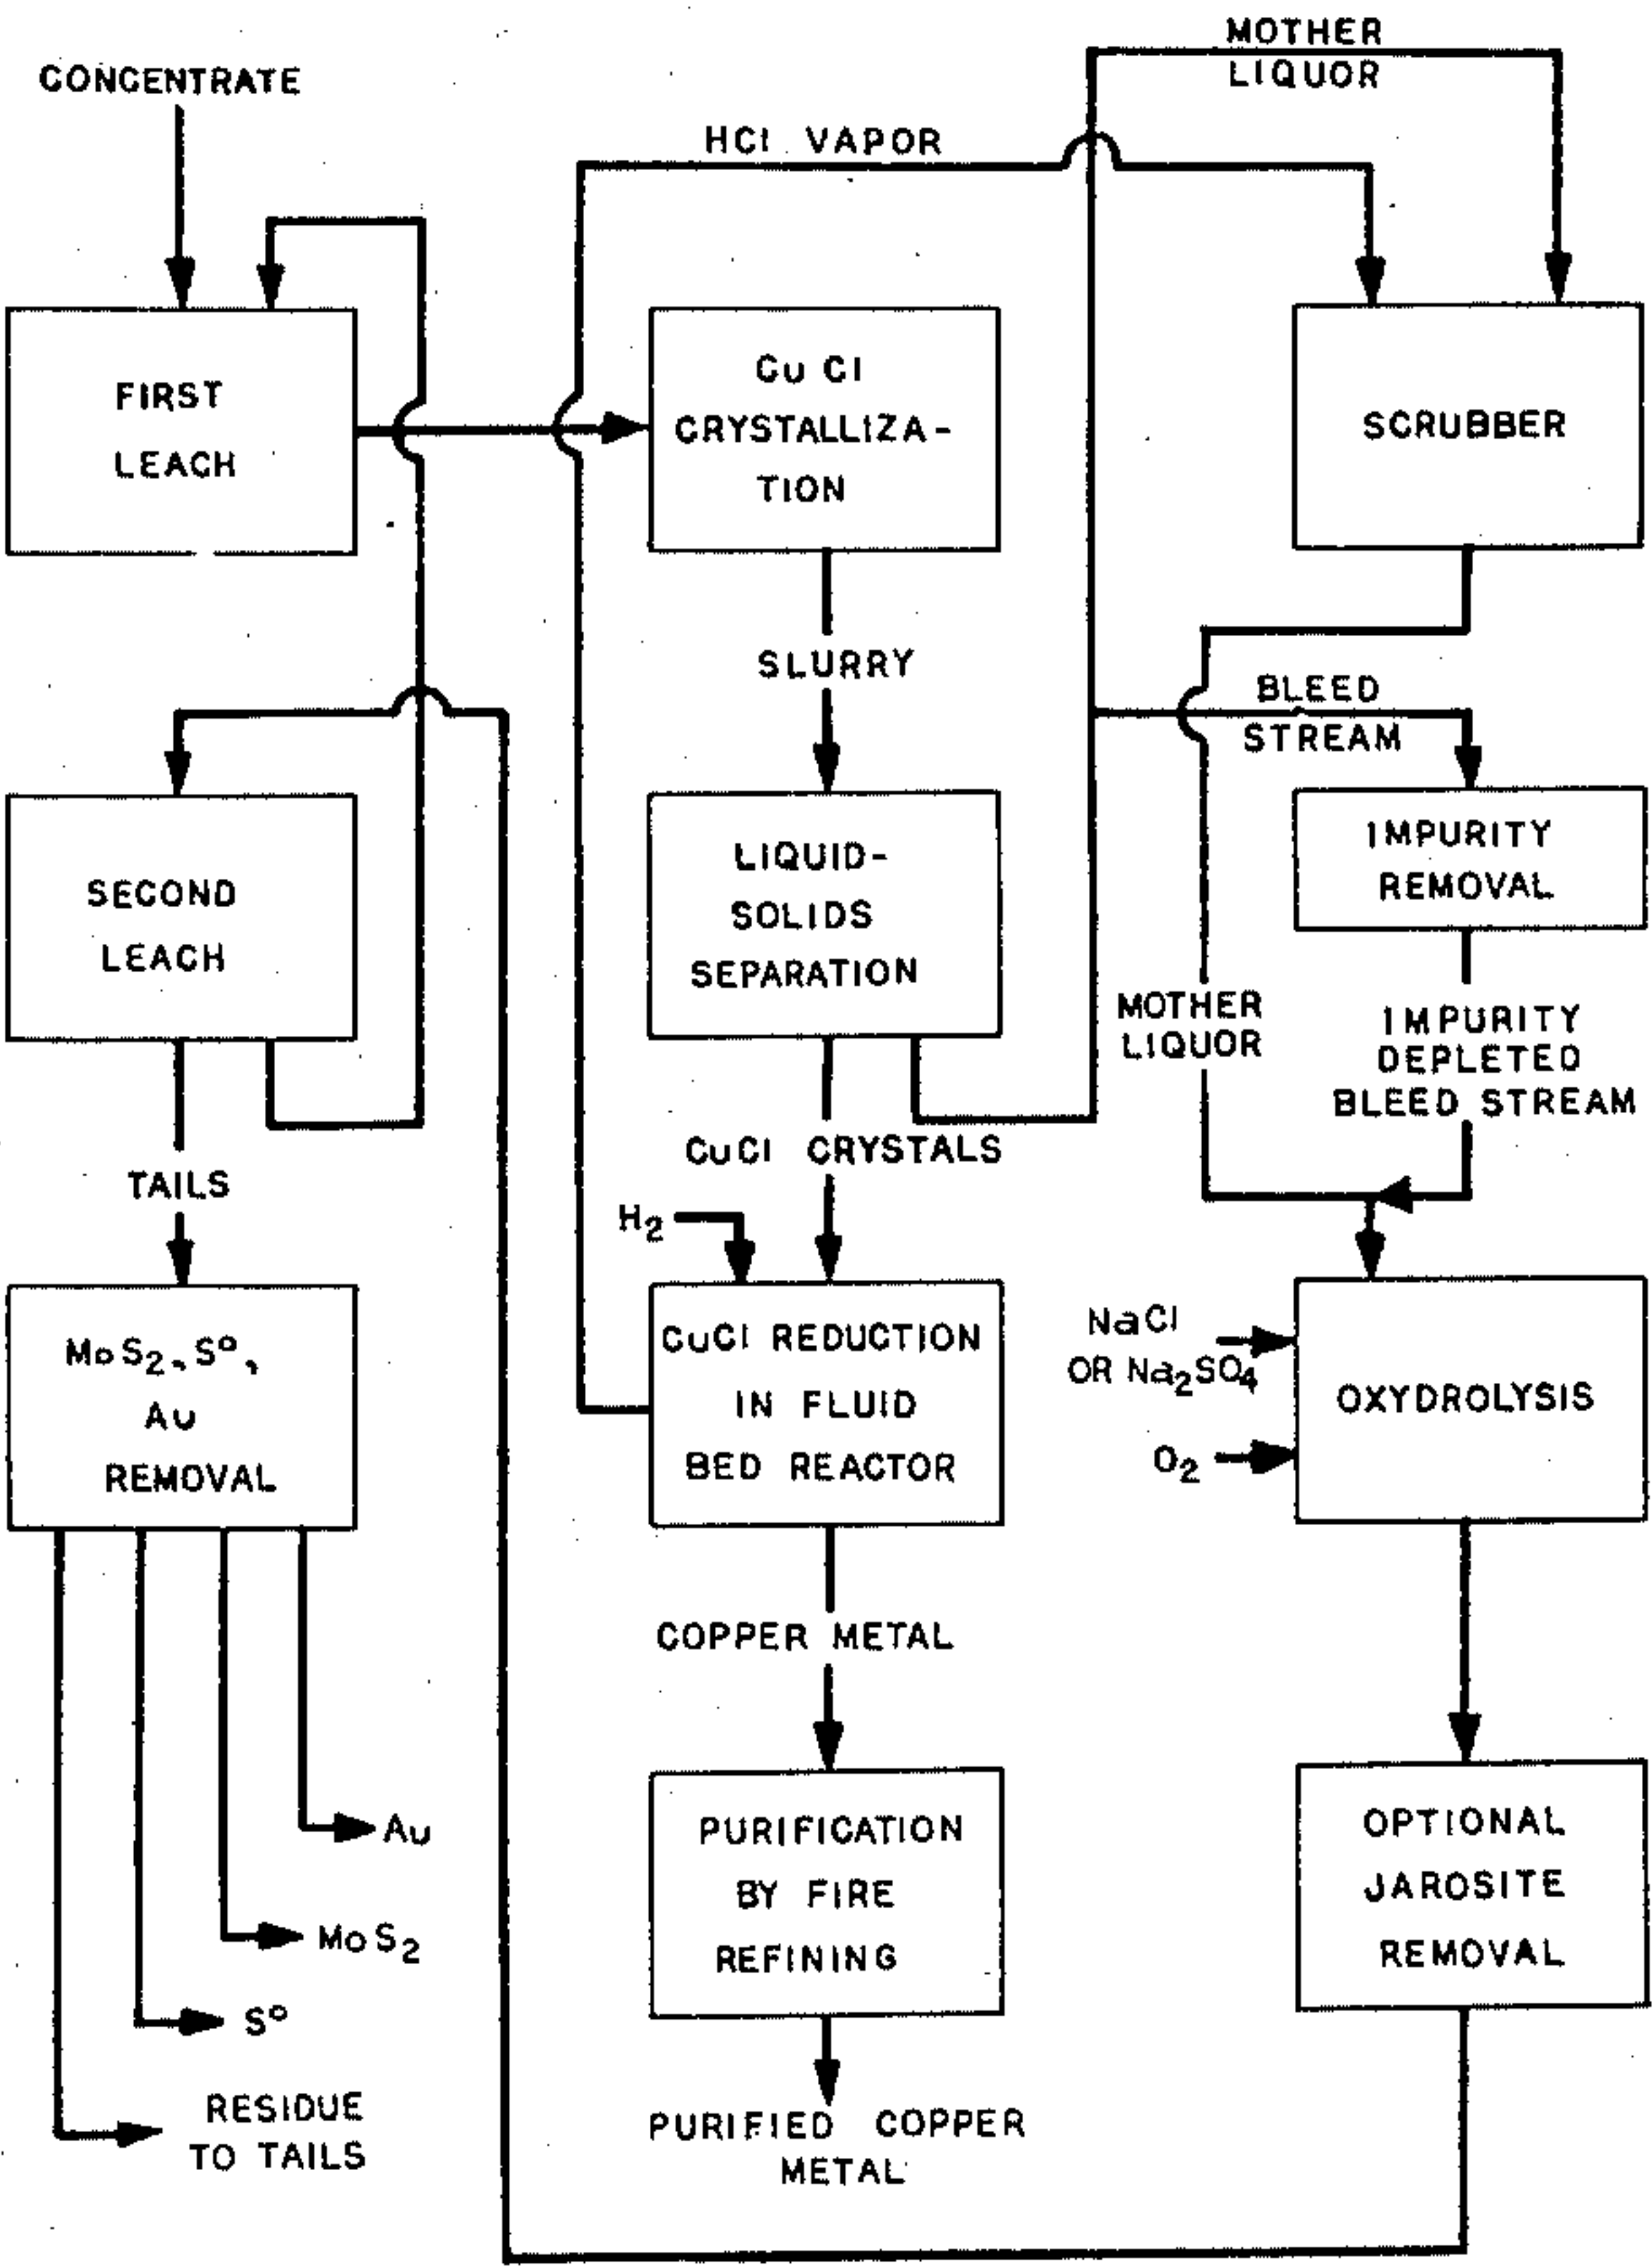 MOTHER
LIQUOR
CONCENTRATE
HCl VAPOR
FIRST
LEACH
CuCl
CRYSTALLIZA-
TION
SCRUBBER
SLURRY
BLEED
STREAM
SECOND
LEACH
LIQUID-
SOLIDS
SEPARATION
IMPURITY
REMOVAL
MOTHER
LIQUOR
IMPURITY
DEPLETED
BLEED STREAM
CuCl CRYSTALS
TAILS
H₂
MoS₂, S°,
Au
REMOVAL
CuCl REDUCTION
IN FLUID
BED REACTOR
NaCl
OR Na₂SO₄
O₂
OXYDROLYSIS
COPPER METAL
Au
MoS₂
S°
RESIDUE
TO TAILS
PURIFICATION
BY FIRE
REFINING
OPTIONAL
JAROSITE
REMOVAL
PURIFIED COPPER
METAL